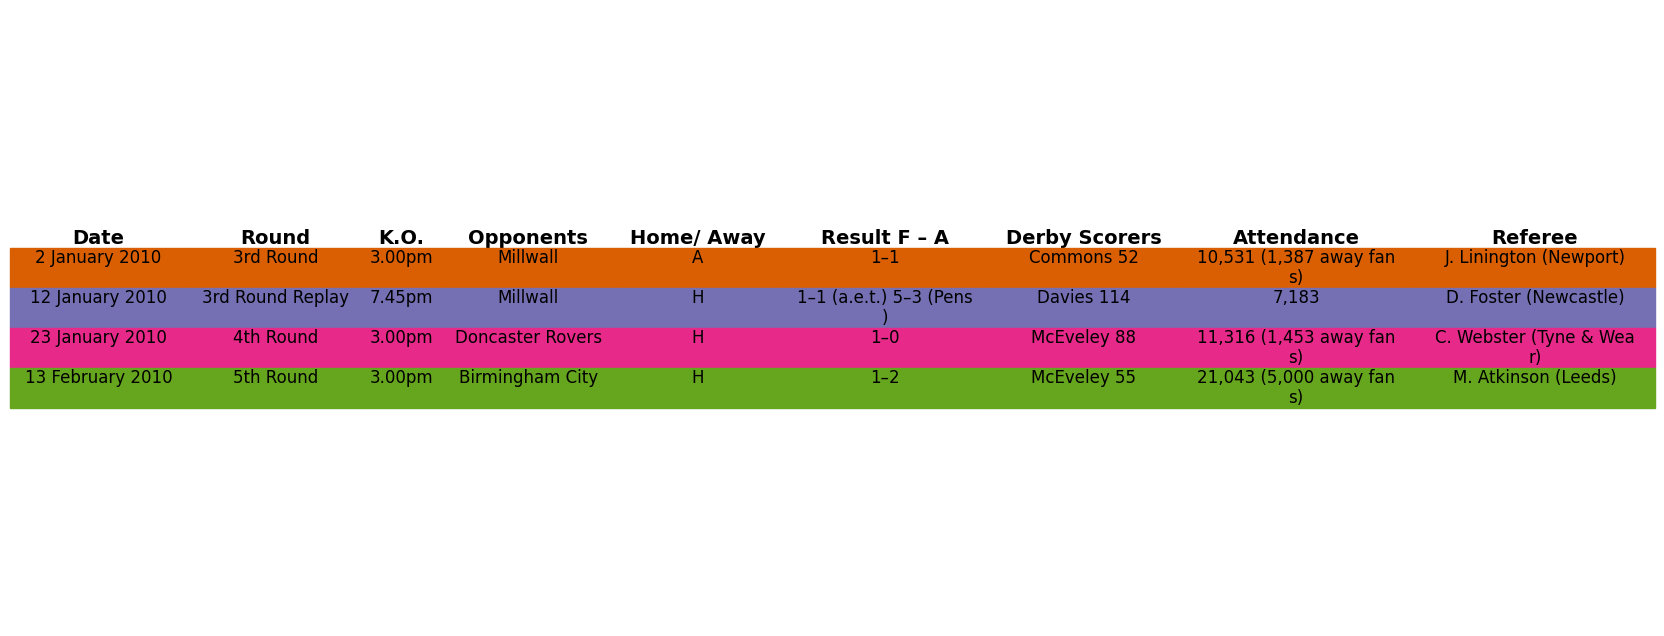 Date Round K.O. Opponents Home/ Away Result F – A Derby Scorers Attendance Referee
2 January 2010 3rd Round 3.00pm Millwall A 1–1 Commons 52 10,531 (1,387 away fan J. Linington (Newport)
s)
12 January 2010 3rd Round Replay 7.45pm Millwall H 1–1 (a.e.t.) 5–3 (Pens Davies 114 7,183 D. Foster (Newcastle)
)
23 January 2010 4th Round 3.00pm Doncaster Rovers H 1–0 McEveley 88 11,316 (1,453 away fan C. Webster (Tyne & Wea
s) r)
13 February 2010 5th Round 3.00pm Birmingham City H 1–2 McEveley 55 21,043 (5,000 away fan M. Atkinson (Leeds)
s)